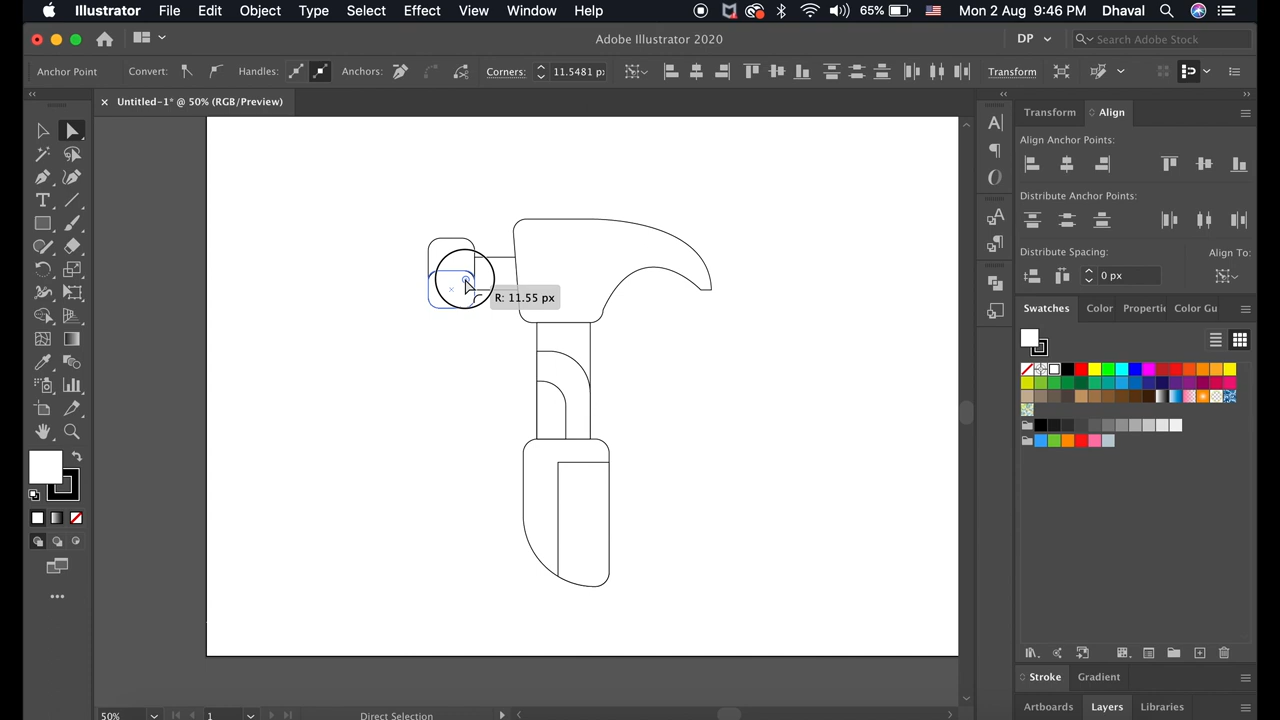 Illustrator File Edit Object Type Select Effect View Window Help 65% Mon 2 Aug 9:46 PM Dhaval
Adobe Illustrator 2020 DP Search Adobe Stock
Anchor Point Convert: Handles: Anchors: Corners: 11.5481 p Transform
Untitled-1* @ 50% (RGB/Preview)
Transform Align
Align Anchor Points:
Distribute Anchor Points:
Distribute Spacing: Align To:
0 px
R: 11.55 px
Swatches Color Properti Color Gu
Stroke Gradient
Artboards Layers Libraries
50% 1 Direct Selection